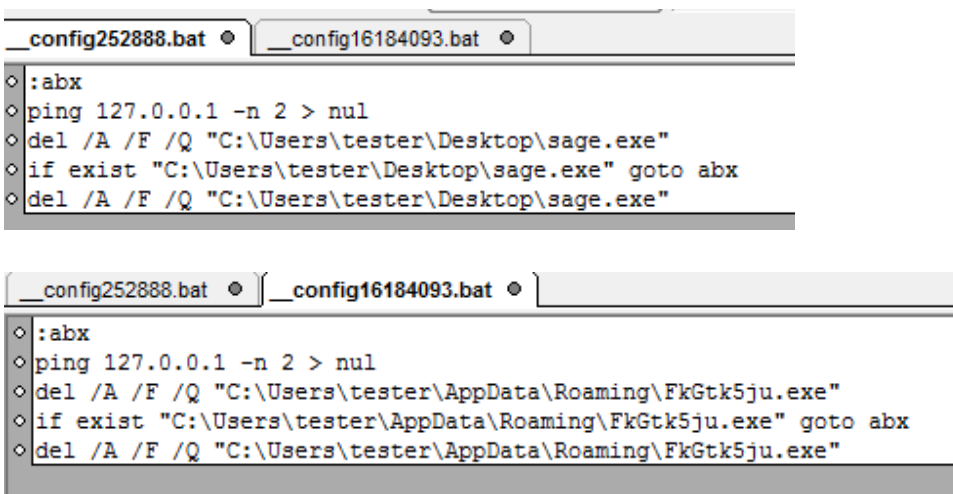 __config252888.bat __config16184093.bat
:abx
ping 127.0.0.1 -n 2 > nul
del /A /F /Q "C:\Users\tester\Desktop\sage.exe"
if exist "C:\Users\tester\Desktop\sage.exe" goto abx
del /A /F /Q "C:\Users\tester\Desktop\sage.exe"
__config252888.bat __config16184093.bat
:abx
ping 127.0.0.1 -n 2 > nul
del /A /F /Q "C:\Users\tester\AppData\Roaming\FkGtk5ju.exe"
if exist "C:\Users\tester\AppData\Roaming\FkGtk5ju.exe" goto abx
del /A /F /Q "C:\Users\tester\AppData\Roaming\FkGtk5ju.exe"